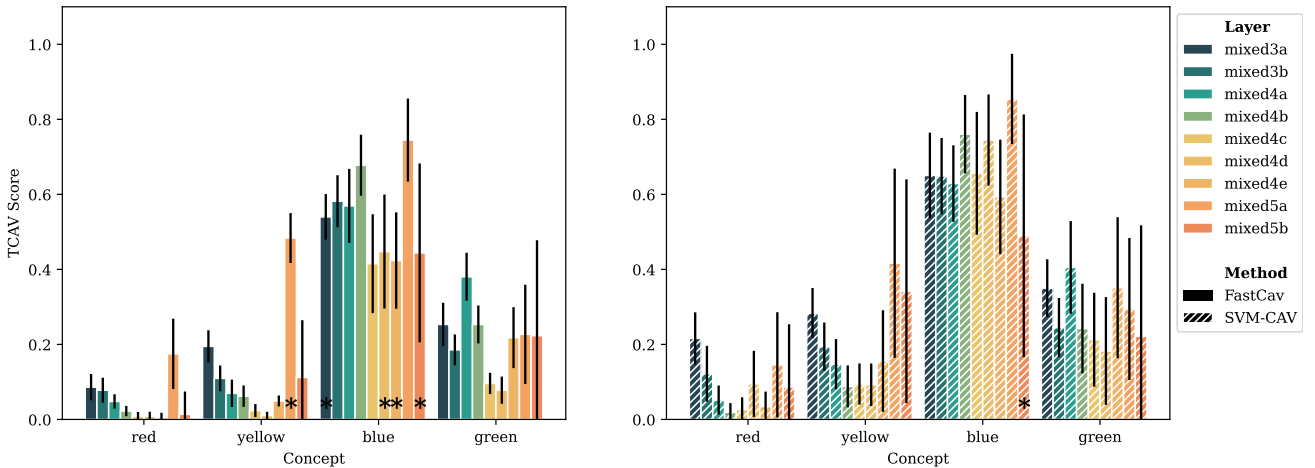 1.0
0.8
0.6
0.4
0.2
0.0
TCAV Score
red
yellow
blue
green
Concept
*
*
*
*
*
1.0
0.8
0.6
0.4
0.2
0.0
red
yellow
blue
green
Concept
*
Layer
mixed3a
mixed3b
mixed4a
mixed4b
mixed4c
mixed4d
mixed4e
mixed5a
mixed5b
Method
FastCav
SVM-CAV